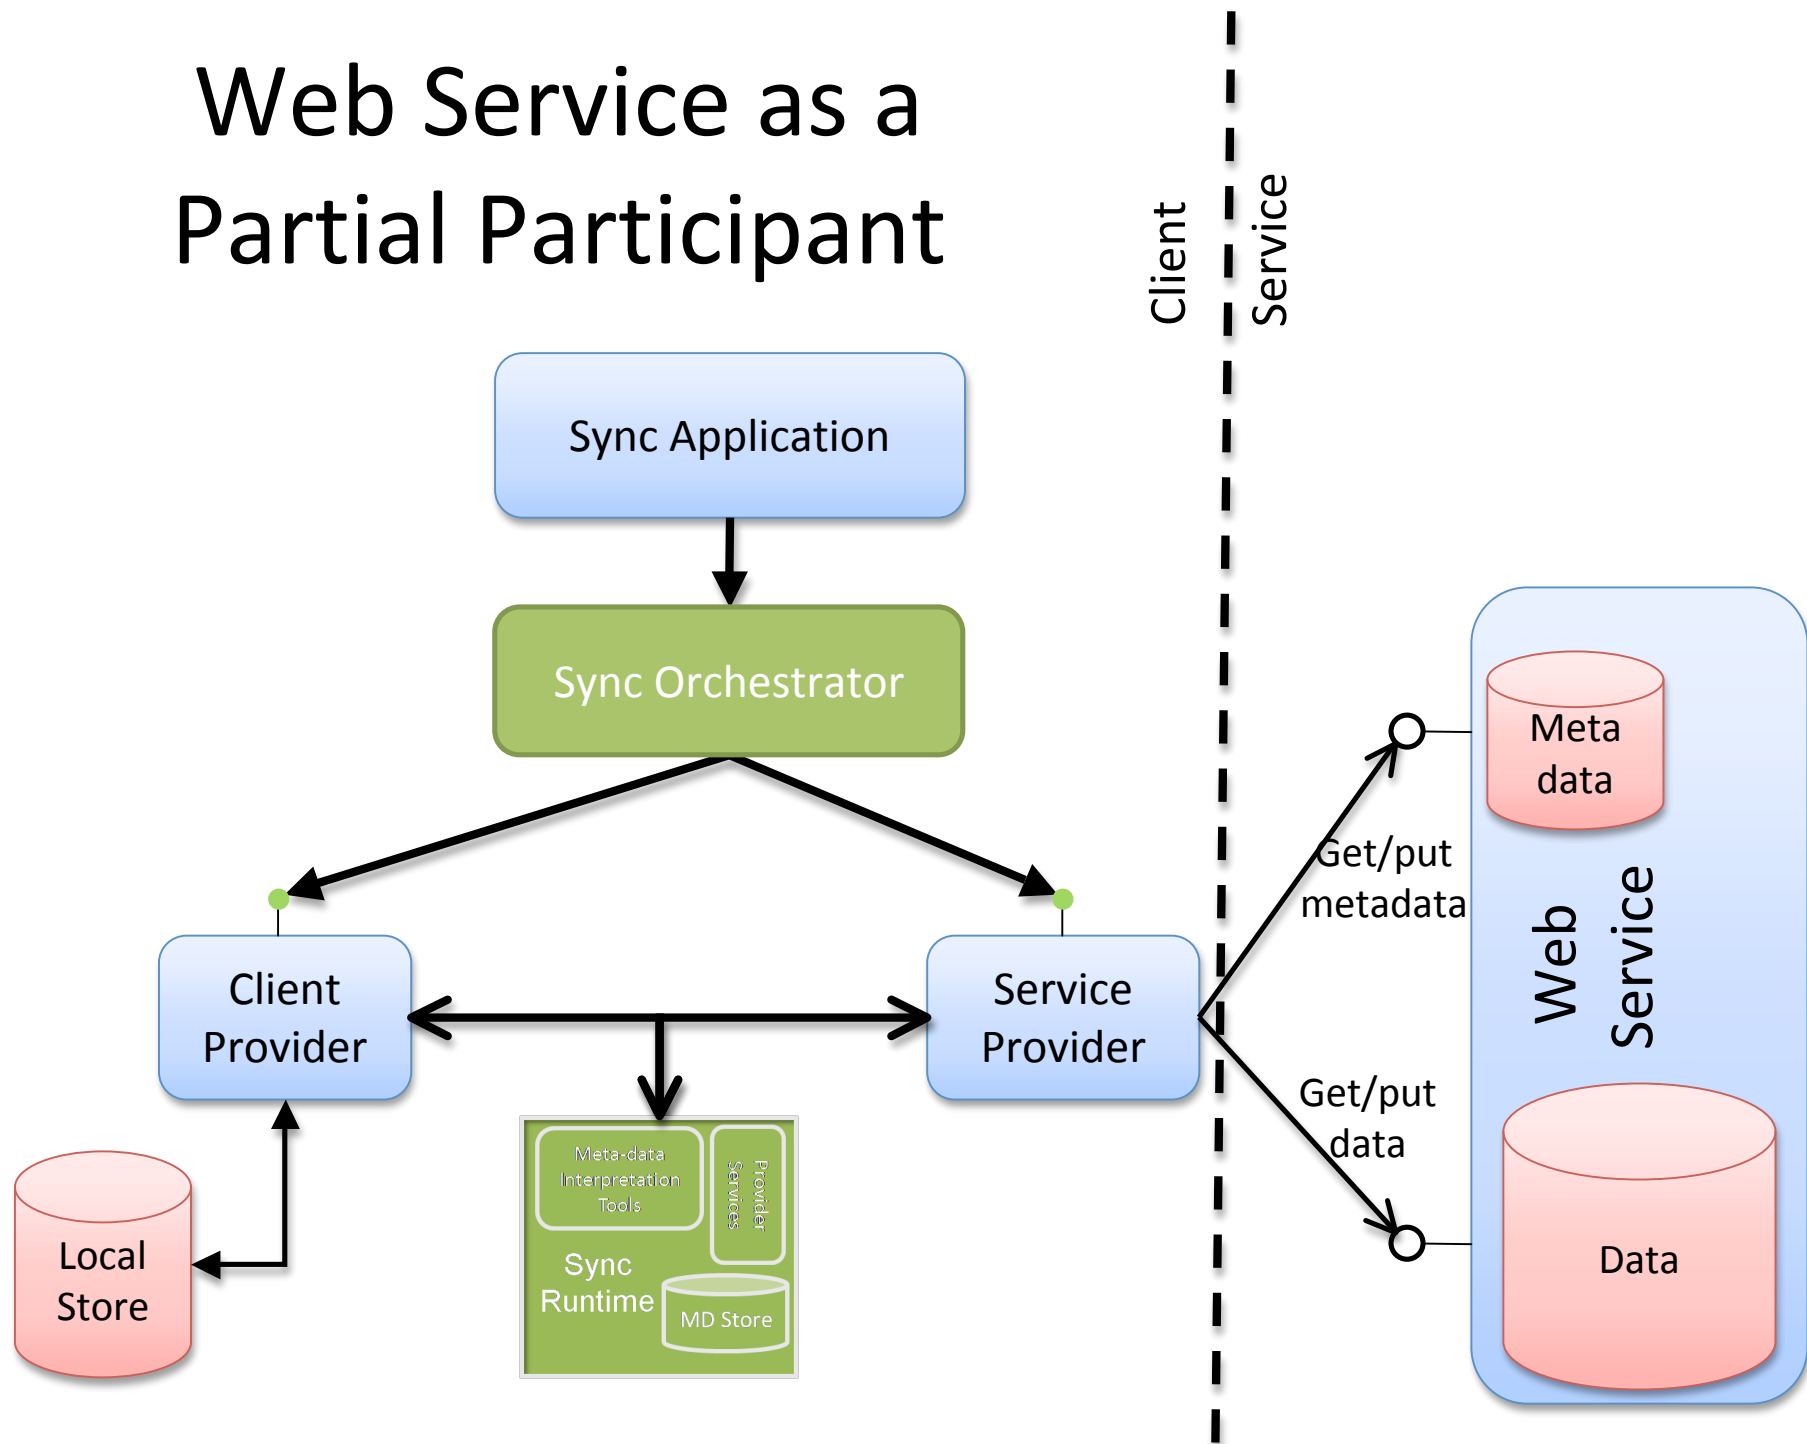 Web Service as a
Partial Participant
Client
Service
Sync Application
Sync Orchestrator
Meta
data
Get/put
metadata
Web
Service
Client
Provider
Service
Provider
Get/put
data
Meta-data
Interpretation
Tools
Provider
Services
Sync
Runtime
MD Store
Local
Store
Data